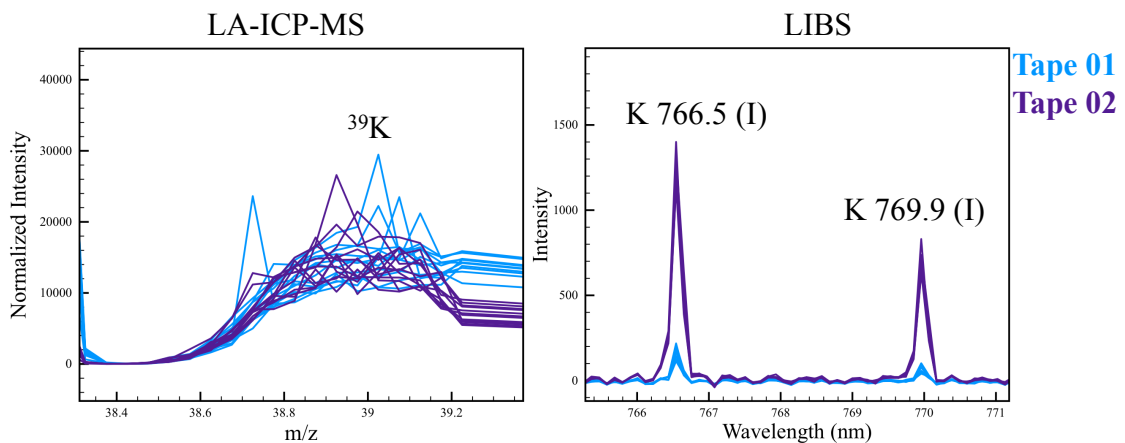 LA-ICP-MS
Normalized Intensity
40000
30000
20000
10000
0
³⁹K
38.4
38.6
38.8
39
39.2
m/z
LIBS
Intensity
1500
1000
500
0
K 766.5 (I)
K 769.9 (I)
766
767
768
769
770
771
Wavelength (nm)
Tape 01
Tape 02